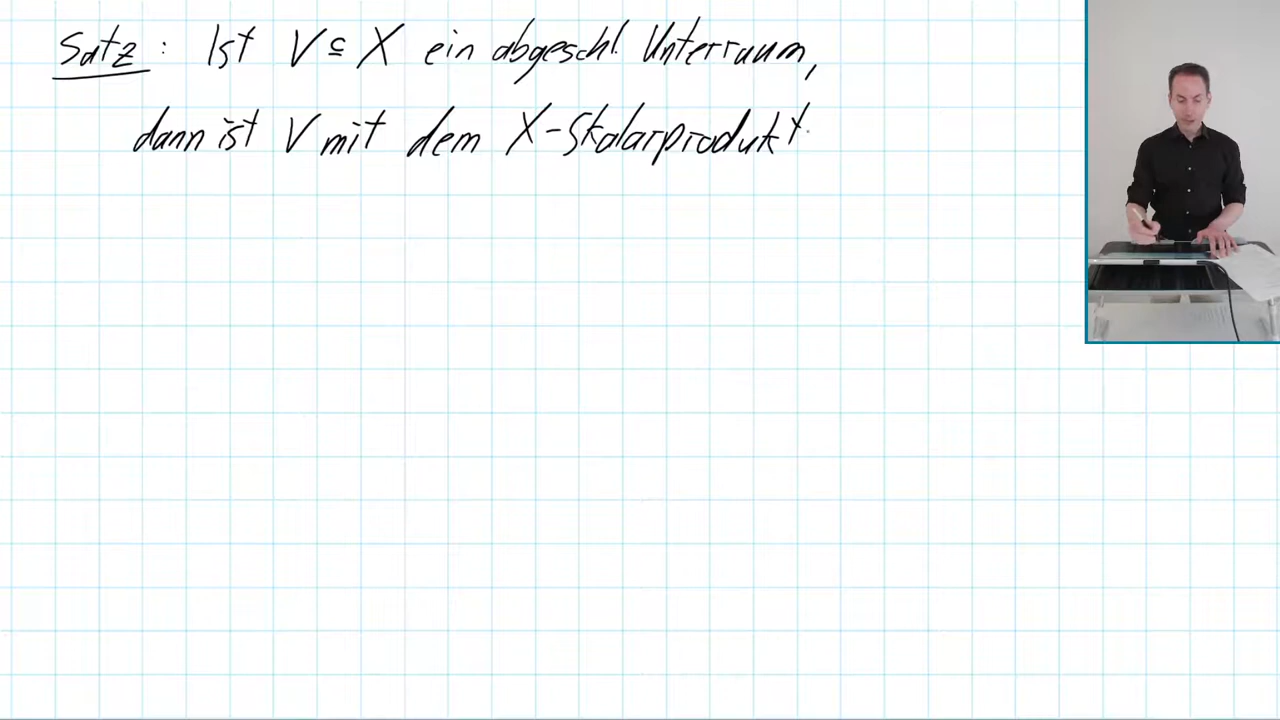 Satz: Ist V ⊆ X ein abgeschl. Unterraum,
dann ist V mit dem X-Skalarprodukt